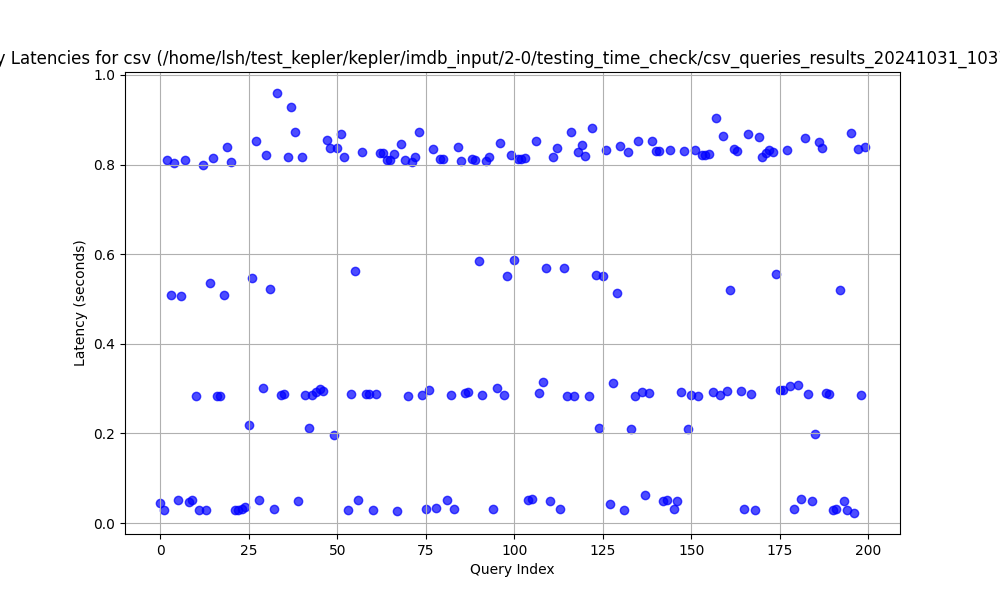 y Latencies for csv (/home/lsh/test_kepler/kepler/imdb_input/2-0/testing_time_check/csv_queries_results_20241031_103
1.0
0.8
0.6
0.4
0.2
0.0
Latency (seconds)
0 25 50 75 100 125 150 175 200
Query Index